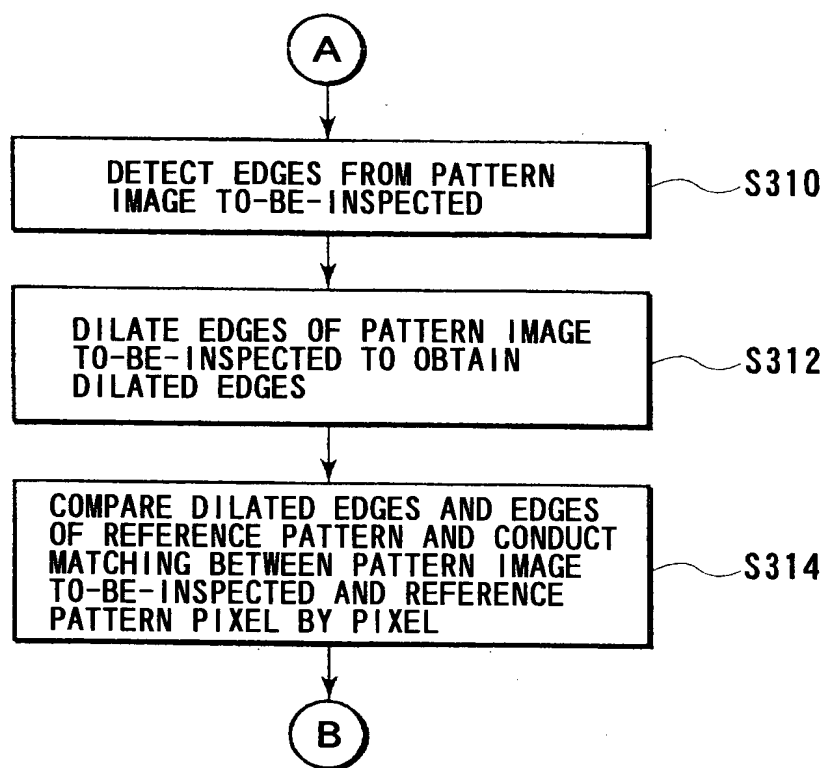 A
DETECT EDGES FROM PATTERN
IMAGE TO-BE-INSPECTED
S310
DILATE EDGES OF PATTERN IMAGE
TO-BE-INSPECTED TO OBTAIN
DILATED EDGES
S312
COMPARE DILATED EDGES AND EDGES
OF REFERENCE PATTERN AND CONDUCT
MATCHING BETWEEN PATTERN IMAGE
TO-BE-INSPECTED AND REFERENCE
PATTERN PIXEL BY PIXEL
S314
B